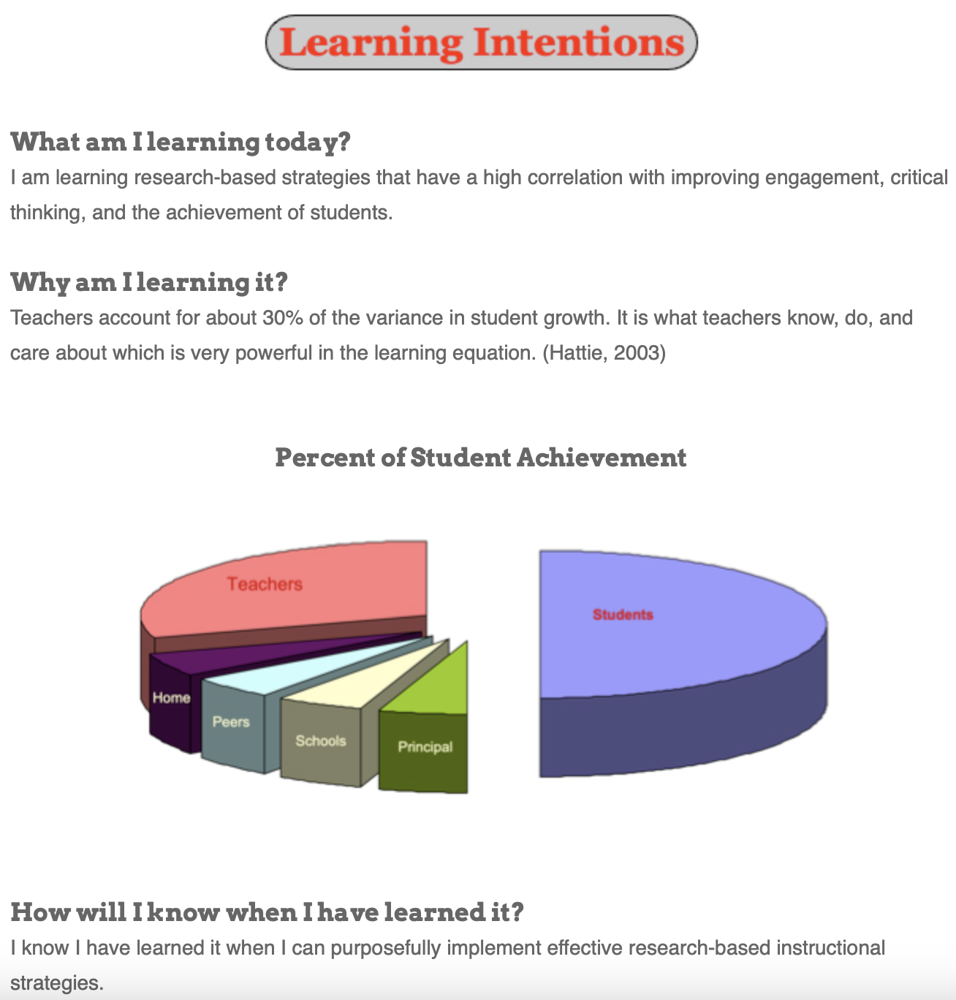 Learning Intentions
What am I learning today?
I am learning research-based strategies that have a high correlation with improving engagement, critical
thinking, and the achievement of students.
Why am I learning it?
Teachers account for about 30% of the variance in student growth. It is what teachers know, do, and
care about which is very powerful in the learning equation. (Hattie, 2003)
Percent of Student Achievement
Teachers
Students
Home
Peers
Schools
Principal
How will I know when I have learned it?
I know I have learned it when I can purposefully implement effective research-based instructional
strategies.